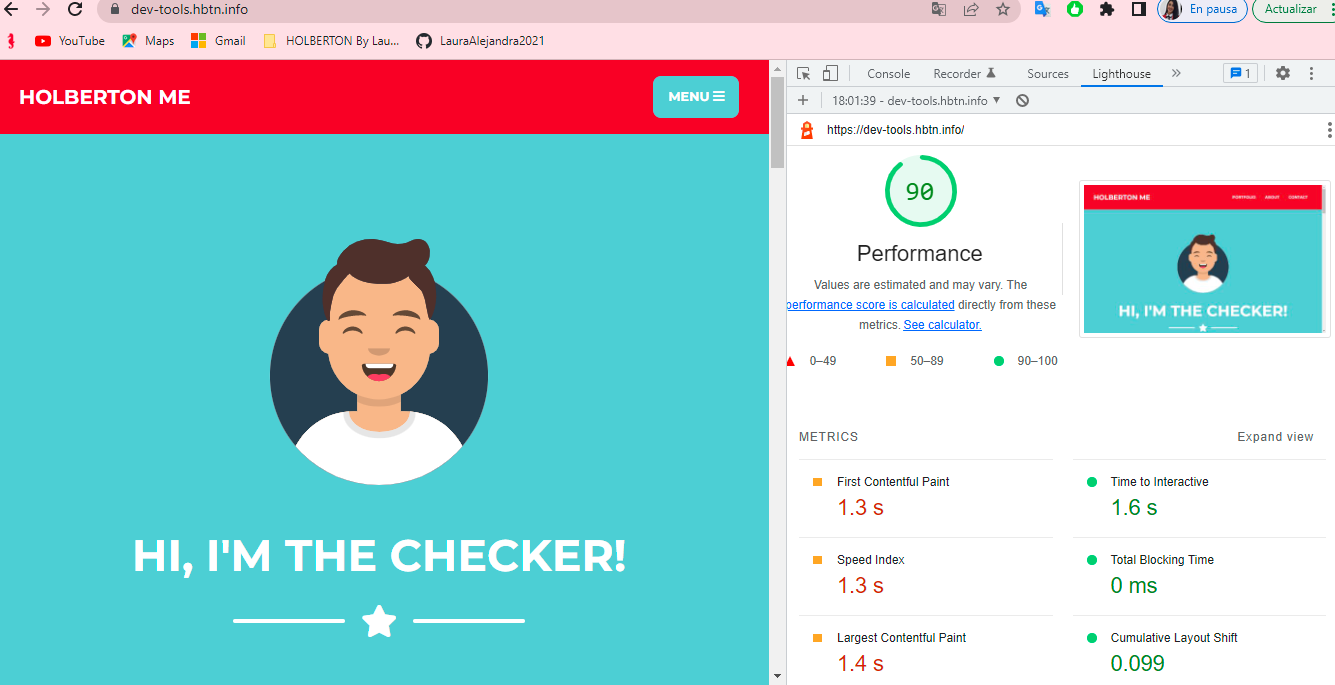 dev-tools.hbtn.info
En pausa
Actualizar
YouTube
Maps
Gmail
HOLBERTON By Lau...
LauraAlejandra2021
HOLBERTON ME
MENU
HI, I'M THE CHECKER!
Console
Recorder
Sources
Lighthouse
1
18:01:39 - dev-tools.hbtn.info
https://dev-tools.hbtn.info/
90
Performance
Values are estimated and may vary. The
performance score is calculated directly from these
metrics. See calculator.
0–49
50–89
90–100
HOLBERTON ME
PORTFOLIO ABOUT CONTACT
HI, I'M THE CHECKER!
METRICS
Expand view
First Contentful Paint
1.3 s
Time to Interactive
1.6 s
Speed Index
1.3 s
Total Blocking Time
0 ms
Largest Contentful Paint
1.4 s
Cumulative Layout Shift
0.099